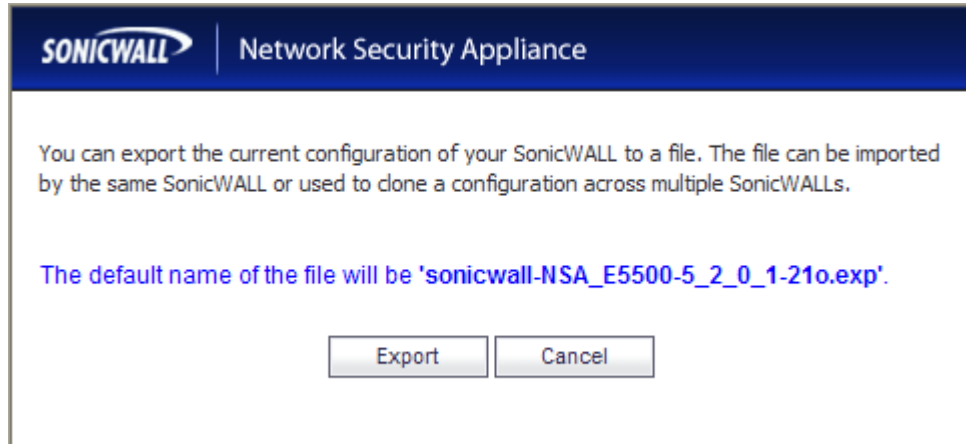 SONICWALL
Network Security Appliance
You can export the current configuration of your SonicWALL to a file. The file can be imported
by the same SonicWALL or used to clone a configuration across multiple SonicWALLs.
The default name of the file will be 'sonicwall-NSA_E5500-5_2_0_1-21o.exp'.
Export
Cancel